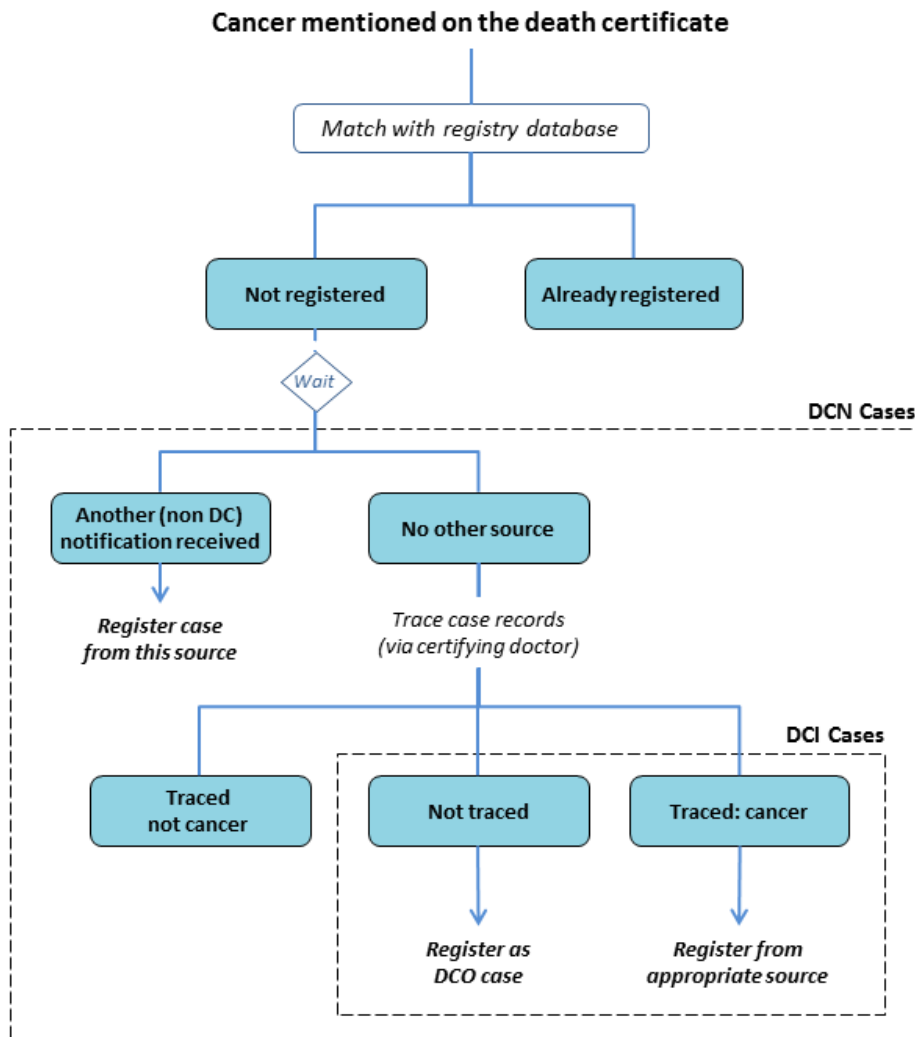 Cancer mentioned on the death certificate
Match with registry database
Not registered
Already registered
Wait
DCN Cases
Another (non DC)
notification received
No other source
Register case
from this source
Trace case records
(via certifying doctor)
DCI Cases
Traced
not cancer
Not traced
Traced: cancer
Register as
DCO case
Register from
appropriate source